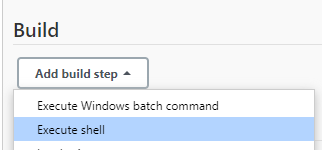 Build
Add build step
Execute Windows batch command
Execute shell